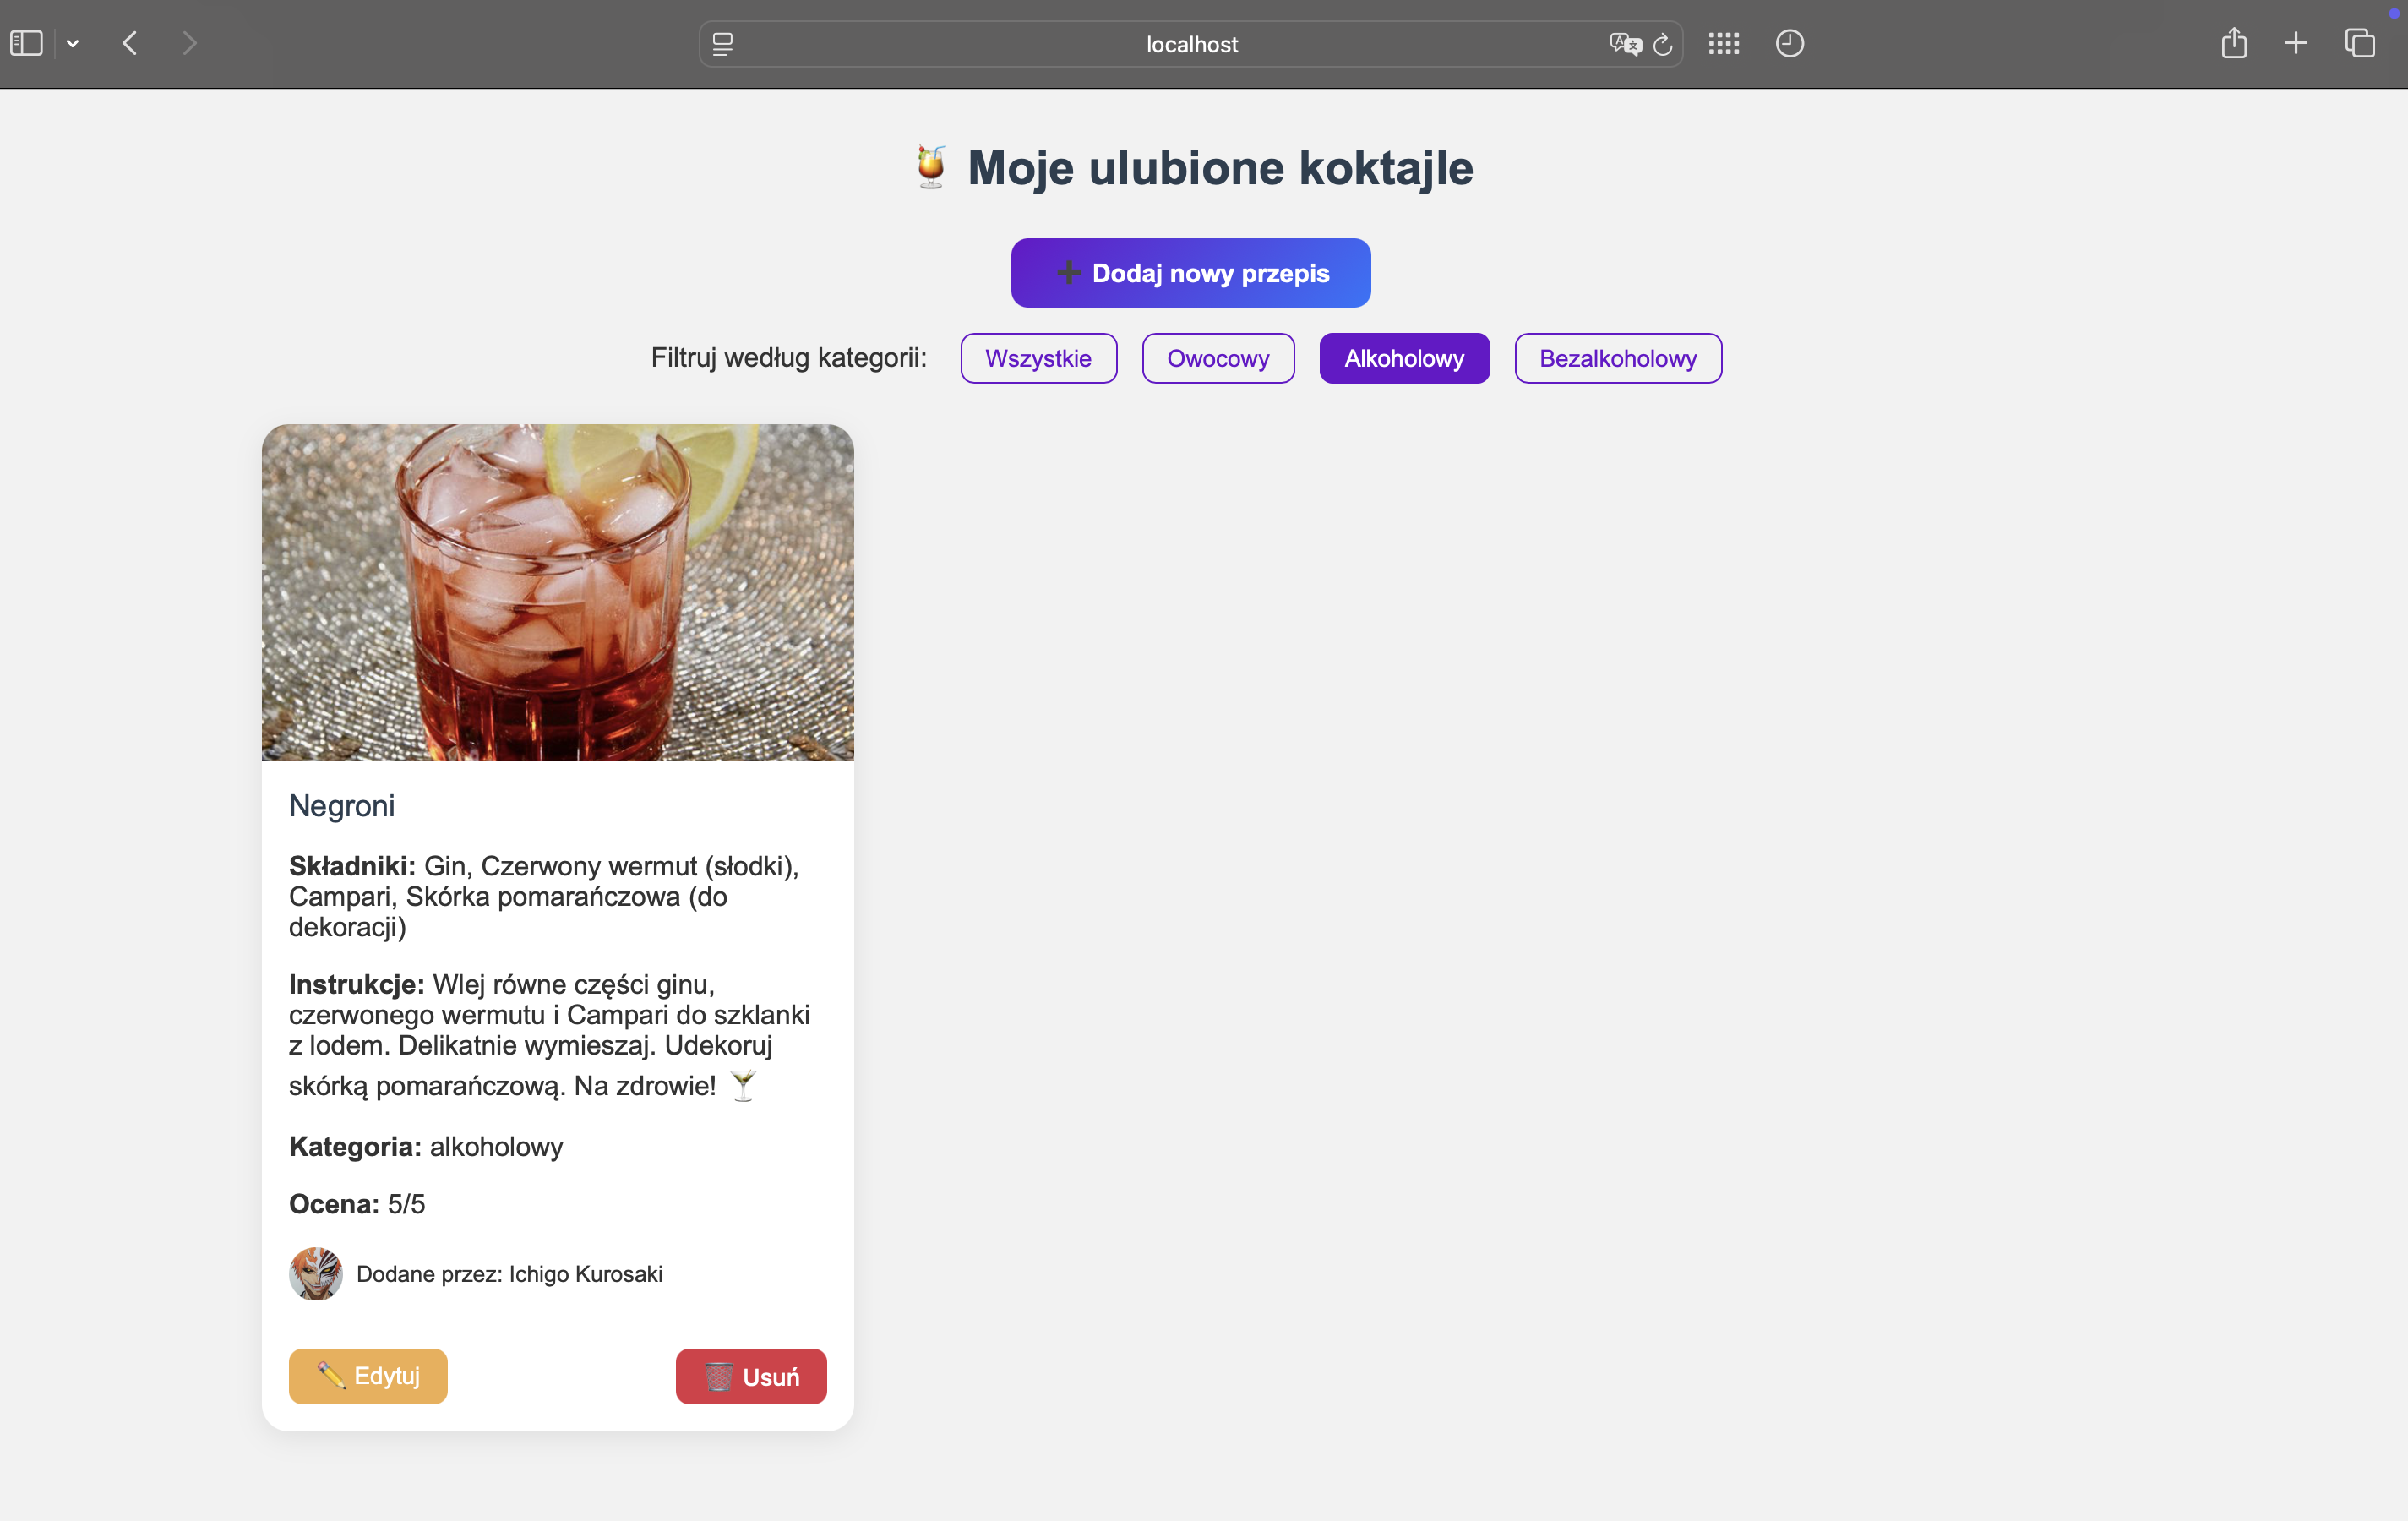 localhost
🍹 Moje ulubione koktajle
➕ Dodaj nowy przepis
Filtruj według kategorii: Wszystkie Owocowy Alkoholowy Bezalkoholowy
Negroni
Składniki: Gin, Czerwony wermut (słodki),
Campari, Skórka pomarańczowa (do
dekoracji)
Instrukcje: Wlej równe części ginu,
czerwonego wermutu i Campari do szklanki
z lodem. Delikatnie wymieszaj. Udekoruj
skórką pomarańczową. Na zdrowie! 🍸
Kategoria: alkoholowy
Ocena: 5/5
Dodane przez: Ichigo Kurosaki
✏️ Edytuj 🗑️ Usuń